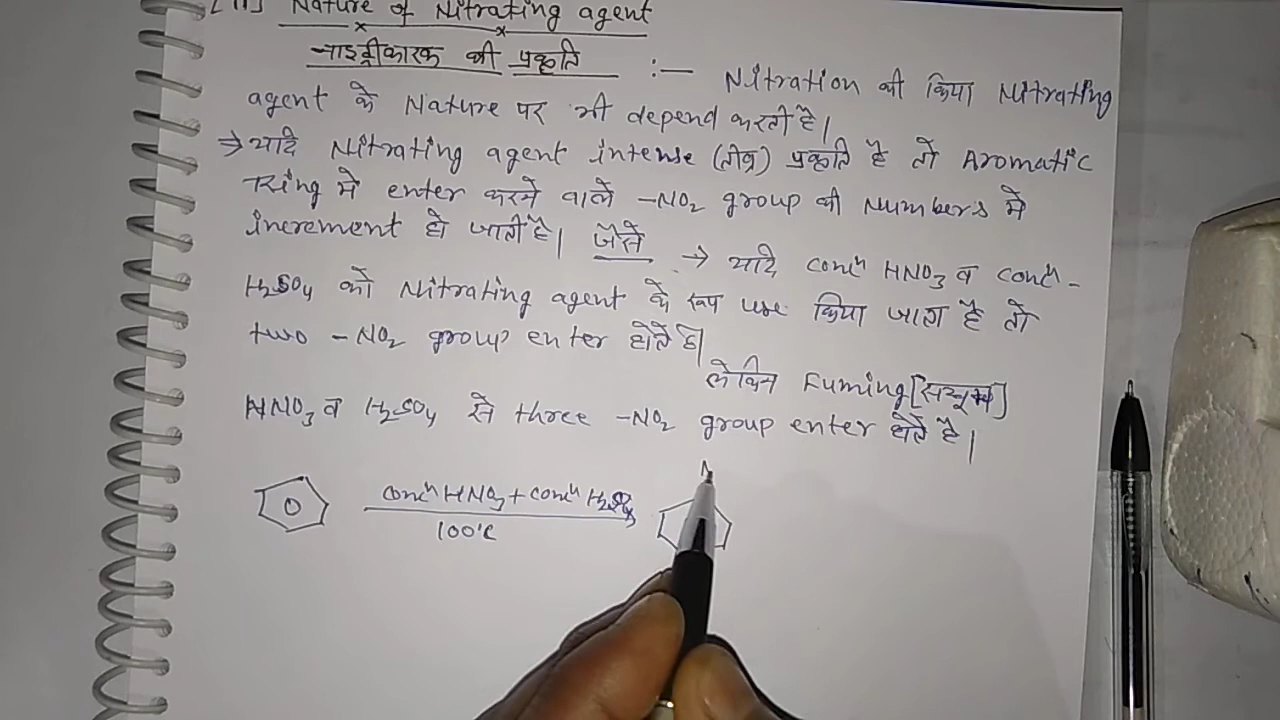 [ii] Nature of Nitrating agent
नाइट्रीकारक की प्रकृति :— Nitration की क्रिया Nitrating
agent के Nature पर भी depend करती है।
→ यदि Nitrating agent intense (तीव्र) प्रकृति है तो Aromatic
Ring मे enter करने वाले -NO2 group की Numbers मे
increment हो जाती है। जैसे → यदि concn HNO3 व concn-
H2SO4 को Nitrating agent के रूप use किया जाता है तो
two -NO2 group enter होते है।
लेकिन Fuming [सधूम्र]
HNO3 व H2SO4 से three -NO2 group enter होते है।
concn HNO3 + concn H2SO4
100°C